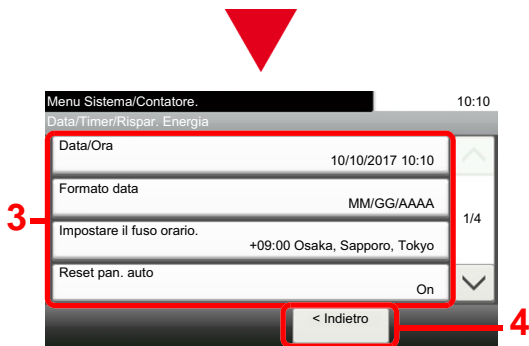 Menu Sistema/Contatore.
10:10
Data/Timer/Rispar. Energia
Data/Ora
10/10/2017 10:10
Formato data
MM/GG/AAAA
1/4
3
Impostare il fuso orario.
+09:00 Osaka, Sapporo, Tokyo
Reset pan. auto
On
< Indietro
4